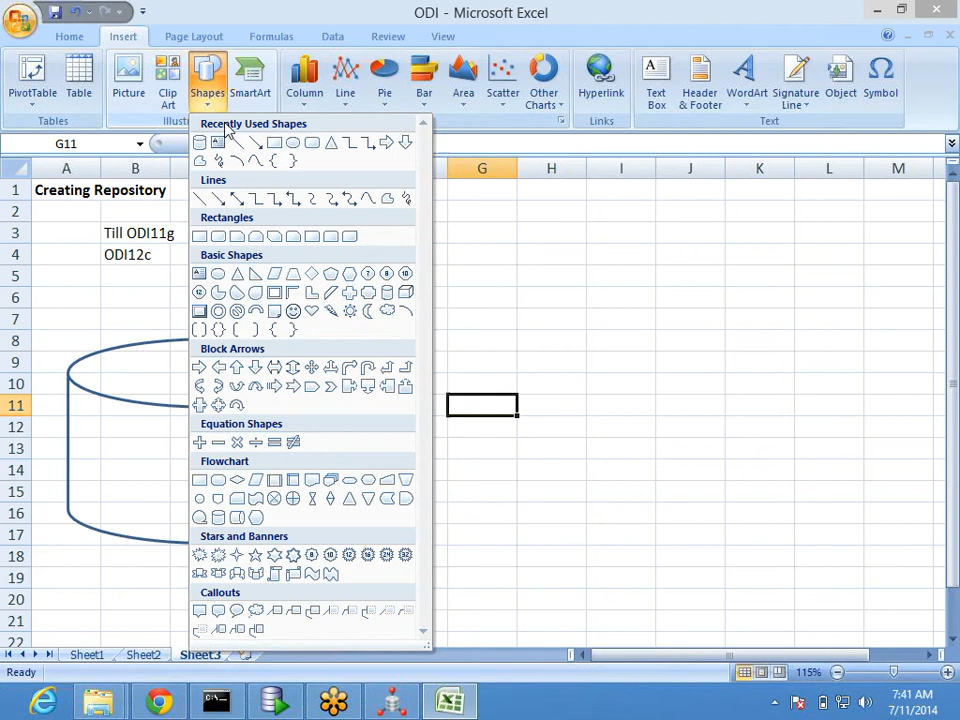 ODI - Microsoft Excel
Home Insert Page Layout Formulas Data Review View
PivotTable Table Picture Clip Art Shapes SmartArt Column Line Pie Bar Area Scatter Other Charts Hyperlink Text Box Header & Footer WordArt Signature Line Object Symbol
Tables Illus Links Text
G11
Recently Used Shapes
Lines
Rectangles
Basic Shapes
Block Arrows
Equation Shapes
Flowchart
Stars and Banners
Callouts
A B G H I J K L M
1 Creating Repository
2
3 Till ODI11g
4 ODI12c
5
6
7
8
9
10
11
12
13
14
15
16
17
18
19
20
21
22
Sheet1 Sheet2 Sheet3
Ready 115%
7:41 AM
7/11/2014